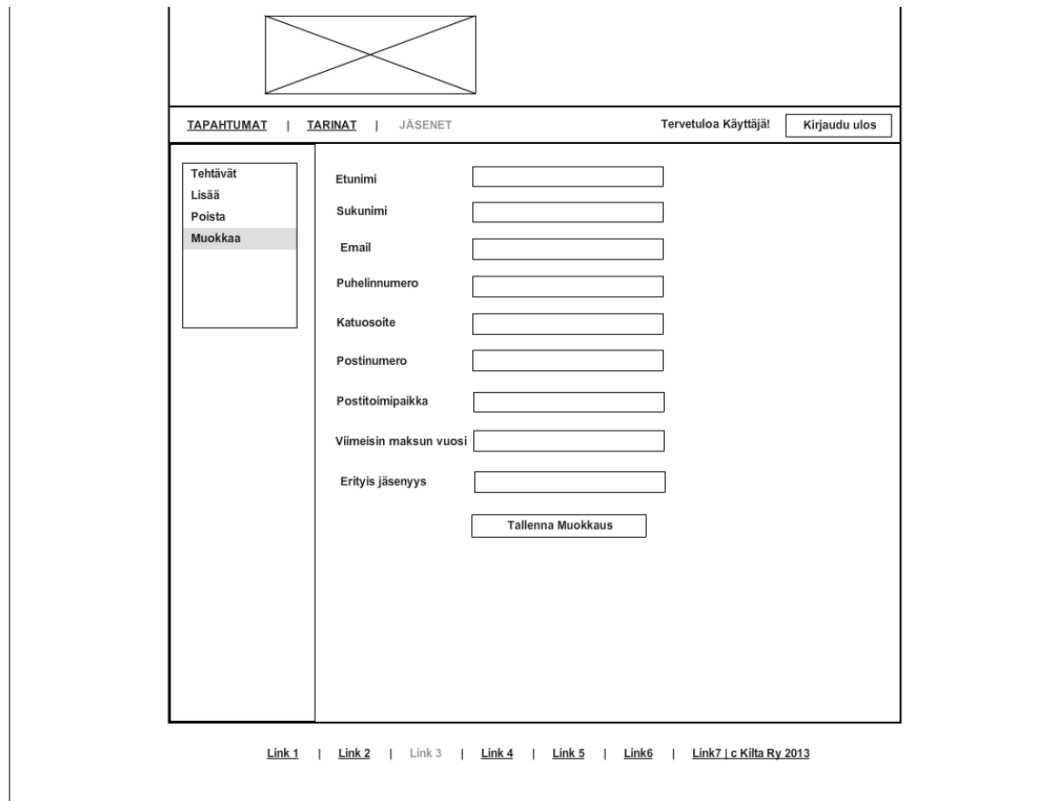 TAPAHTUMAT | TARINAT | JÄSENET Tervetuloa Käyttäjä! Kirjaudu ulos
Tehtävät
Lisää
Poista
Muokkaa
Etunimi
Sukunimi
Email
Puhelinnumero
Katuosoite
Postinumero
Postitoimipaikka
Viimeisin maksun vuosi
Erityis jäsenyys
Tallenna Muokkaus
Link 1 | Link 2 | Link 3 | Link 4 | Link 5 | Link6 | Link7 | c Kilta Ry 2013